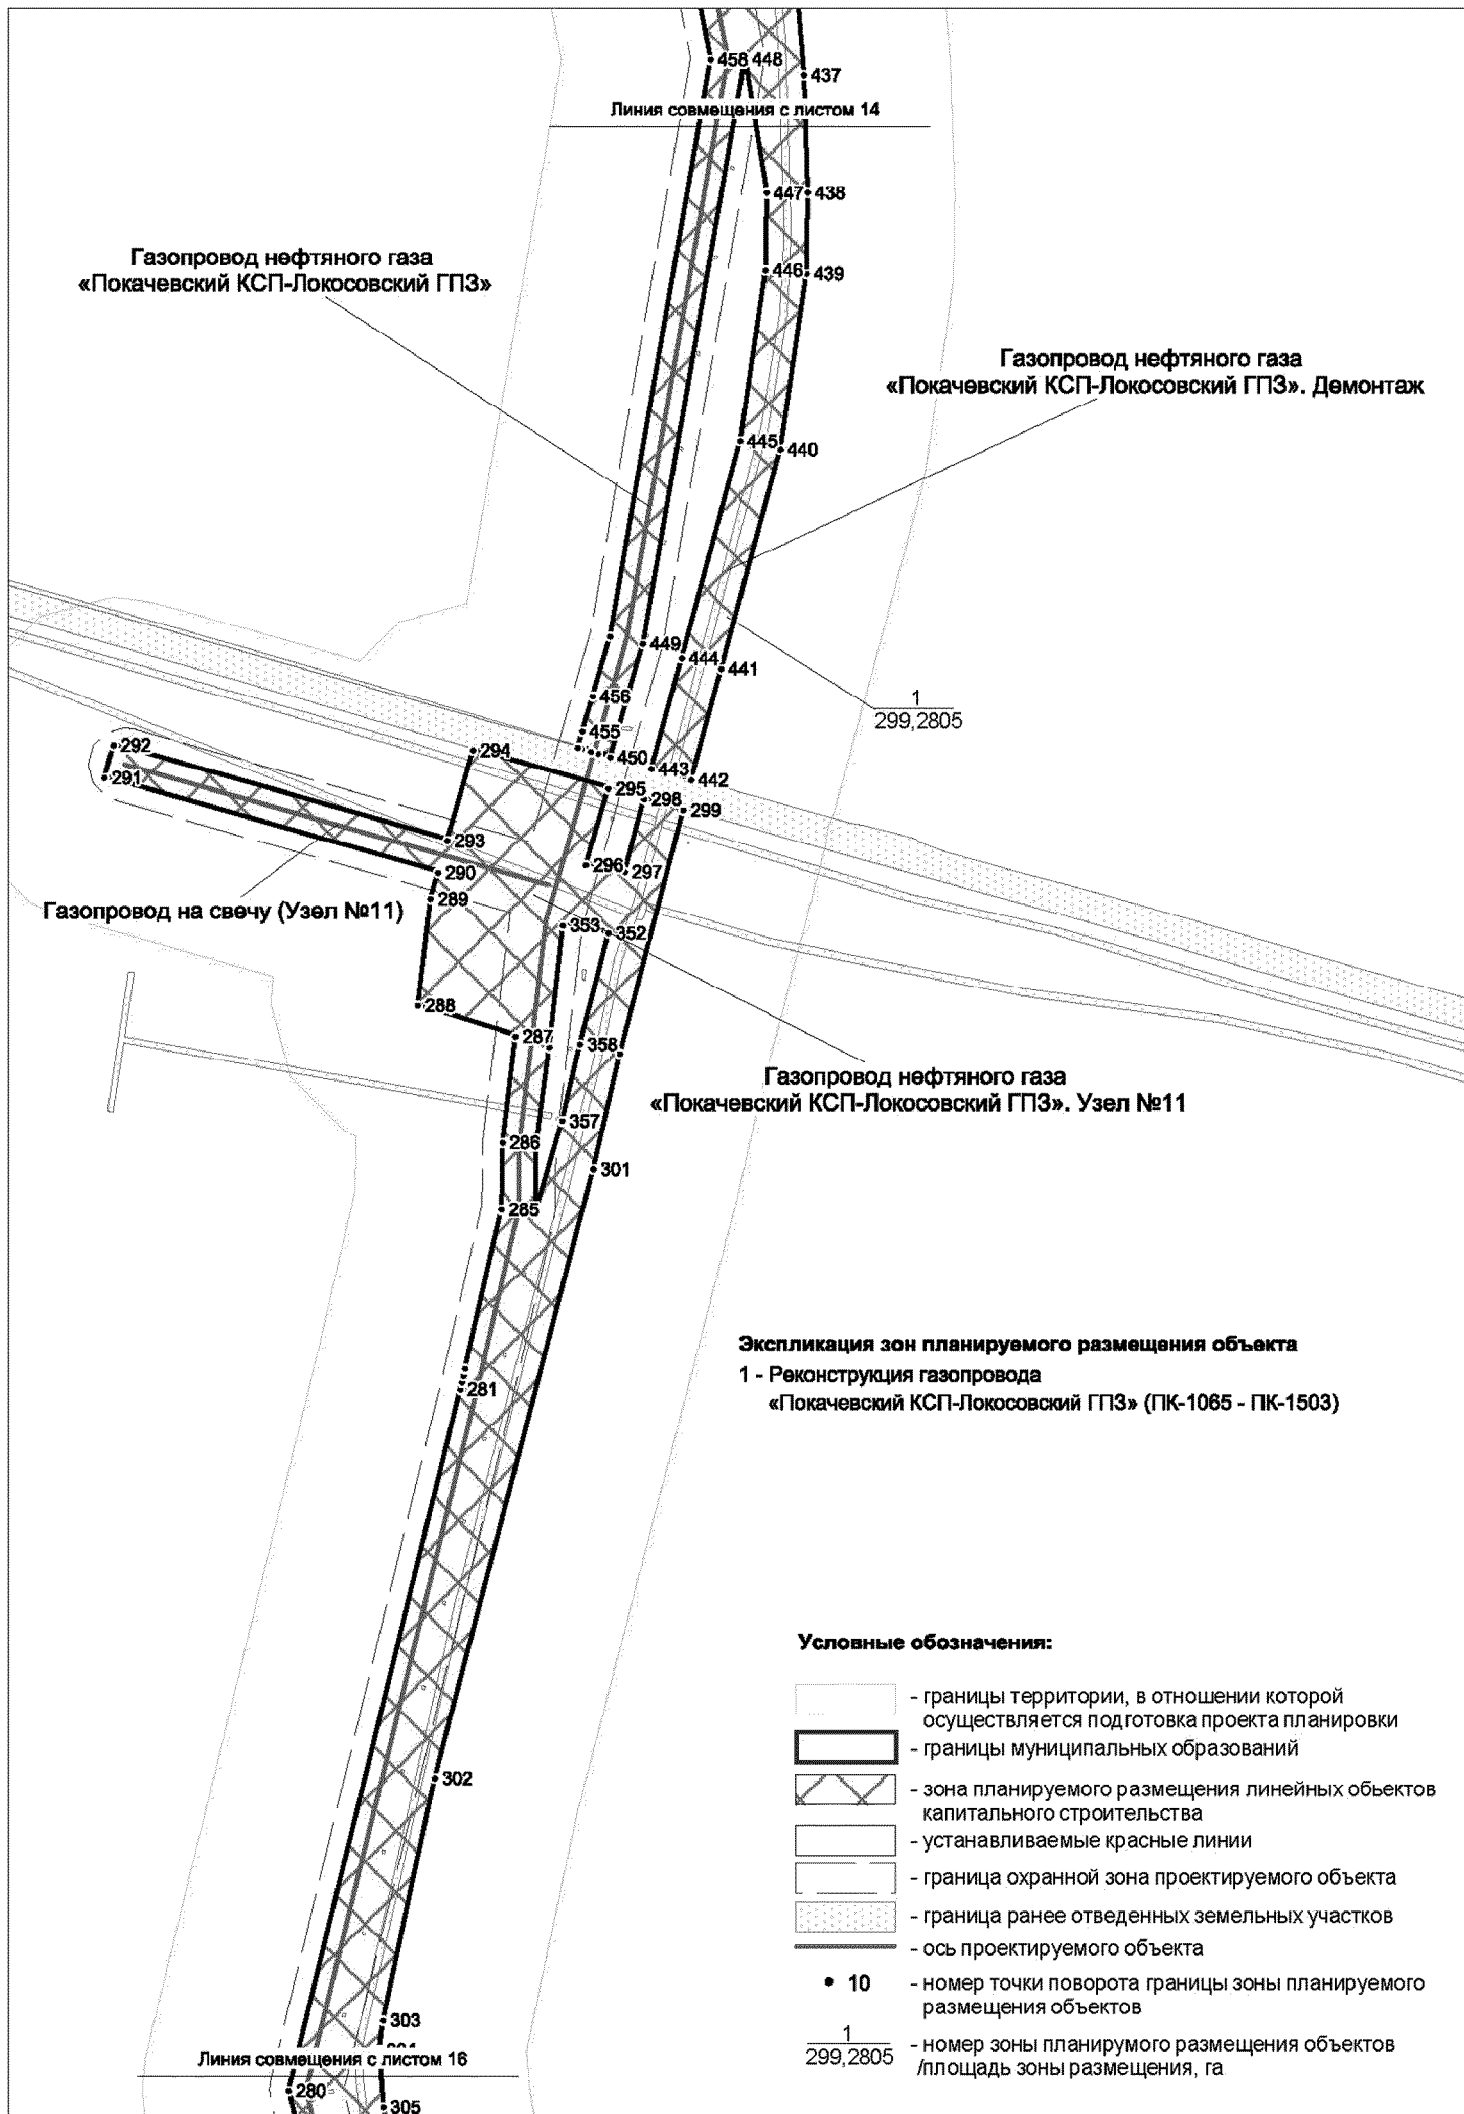 458
448
437
Линия совмещения с листом 14
447
438
446
439
Газопровод нефтяного газа
«Покачевский КСП-Локосовский ГПЗ»
Газопровод нефтяного газа
«Покачевский КСП-Локосовский ГПЗ». Демонтаж
445
440
449
444
441
456
1
299,2805
455
450
443
442
292
294
291
295
298
299
293
296
297
290
289
Газопровод на свечу (Узел №11)
353
352
288
287
358
Газопровод нефтяного газа
«Покачевский КСП-Локосовский ГПЗ». Узел №11
357
286
301
285
Экспликация зон планируемого размещения объекта
1 - Реконструкция газопровода
«Покачевский КСП-Локосовский ГПЗ» (ПК-1065 - ПК-1503)
281
302
303
Линия совмещения с листом 16
280
305
Условные обозначения:
- границы территории, в отношении которой
осуществляется подготовка проекта планировки
- границы муниципальных образований
- зона планируемого размещения линейных обьектов
капитального строительства
- устанавливаемые красные линии
- граница охранной зона проектируемого объекта
- граница ранее отведенных земельных участков
- ось проектируемого объекта
10 - номер точки поворота границы зоны планируемого
размещения объектов
1
299,2805
- номер зоны планирумого размещения объектов
/площадь зоны размещения, га